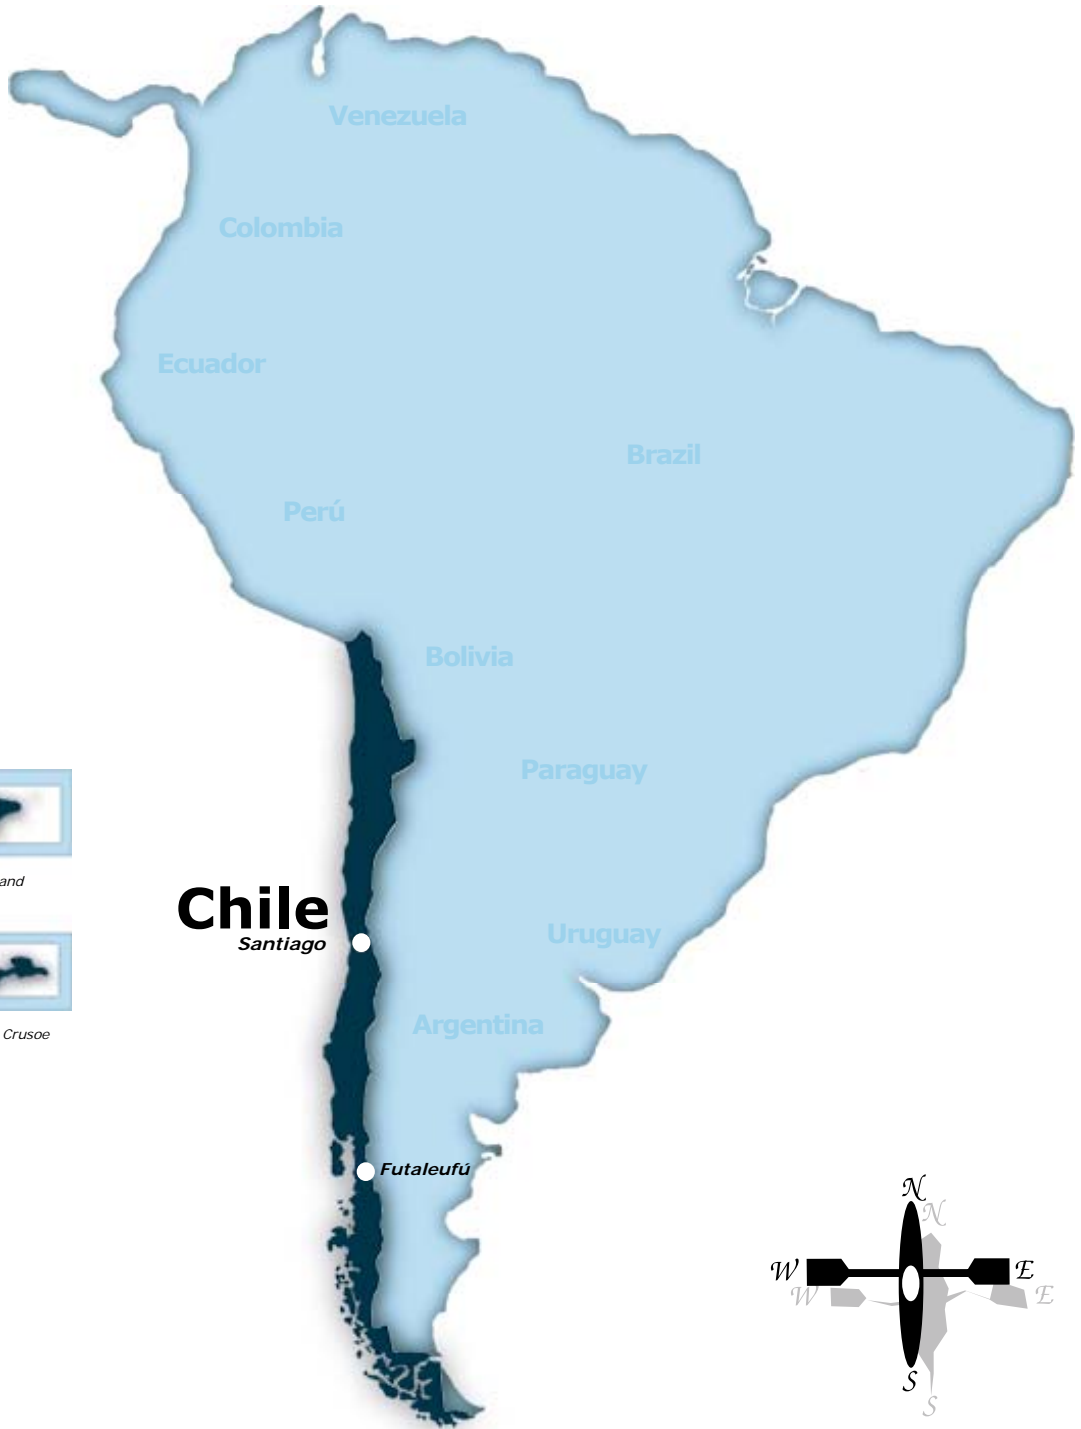 Venezuela
Colombia
Ecuador
Brazil
Perú
Bolivia
Paraguay
and
Chile
Santiago
Uruguay
Crusoe
Argentina
Futaleufú
N
N
W
E
W
E
S
S